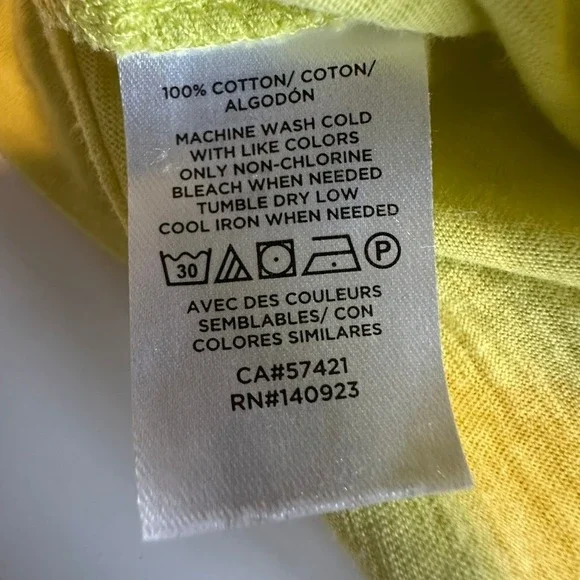 100% COTTON/ COTON/
ALGODÓN
MACHINE WASH COLD
WITH LIKE COLORS
ONLY NON-CHLORINE
BLEACH WHEN NEEDED
TUMBLE DRY LOW
COOL IRON WHEN NEEDED
30 P
AVEC DES COULEURS
SEMBLABLES/ CON
COLORES SIMILARES
CA#57421
RN#140923